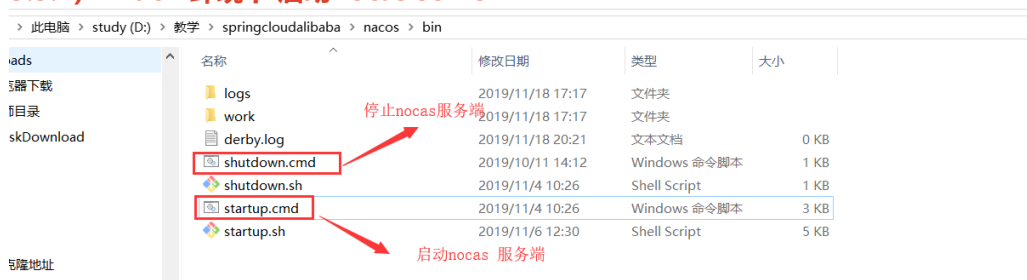 > 此电脑 > study (D:) > 教学 > springcloudalibaba > nacos > bin
名称 修改日期 类型 大小
logs 2019/11/18 17:17 文件夹
work 2019/11/18 17:17 文件夹
derby.log 2019/11/18 20:21 文本文档 0 KB
shutdown.cmd 2019/10/11 14:12 Windows 命令脚本 1 KB
shutdown.sh 2019/11/4 10:26 Shell Script 1 KB
startup.cmd 2019/11/4 10:26 Windows 命令脚本 3 KB
startup.sh 2019/11/6 12:30 Shell Script 5 KB
停止nocas服务端
启动nocas 服务端
ads
器下载
目录
skDownload
隆地址